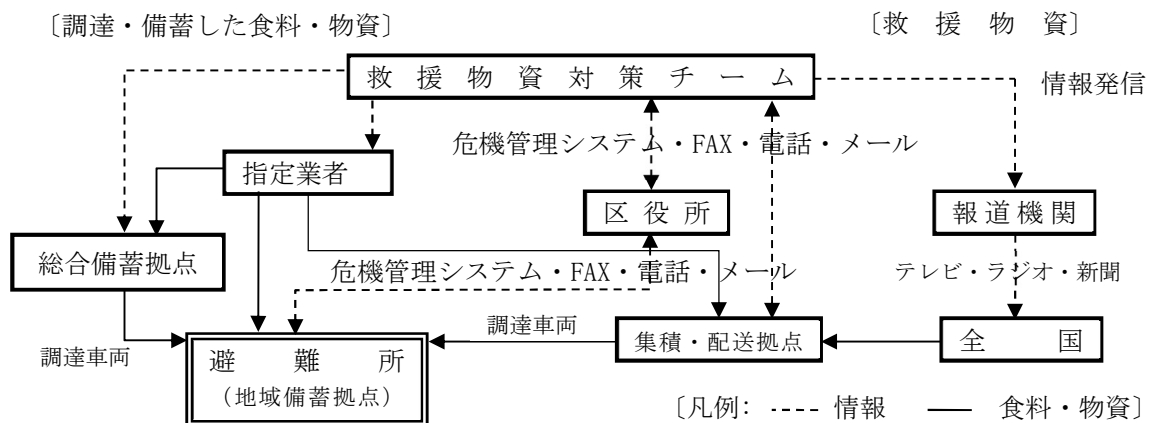 〔調達・備蓄した食料・物資〕
〔救　援　物　資〕
救　援　物　資　対　策　チ　ー　ム
情報発信
危機管理システム・FAX・電話・メール
指定業者
区 役 所
報 道 機 関
総合備蓄拠点
危機管理システム・FAX・電話・メール
テレビ・ラジオ・新聞
調達車両
調達車両
集積・配送拠点
全　　　国
避　難　所
（地域備蓄拠点）
〔凡例： ---- 情報　── 食料・物資〕